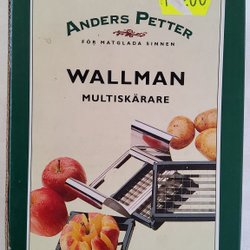 ANDERS PETTER
FÖR MATGLADA SINNEN
WALLMAN
MULTISKÄRARE